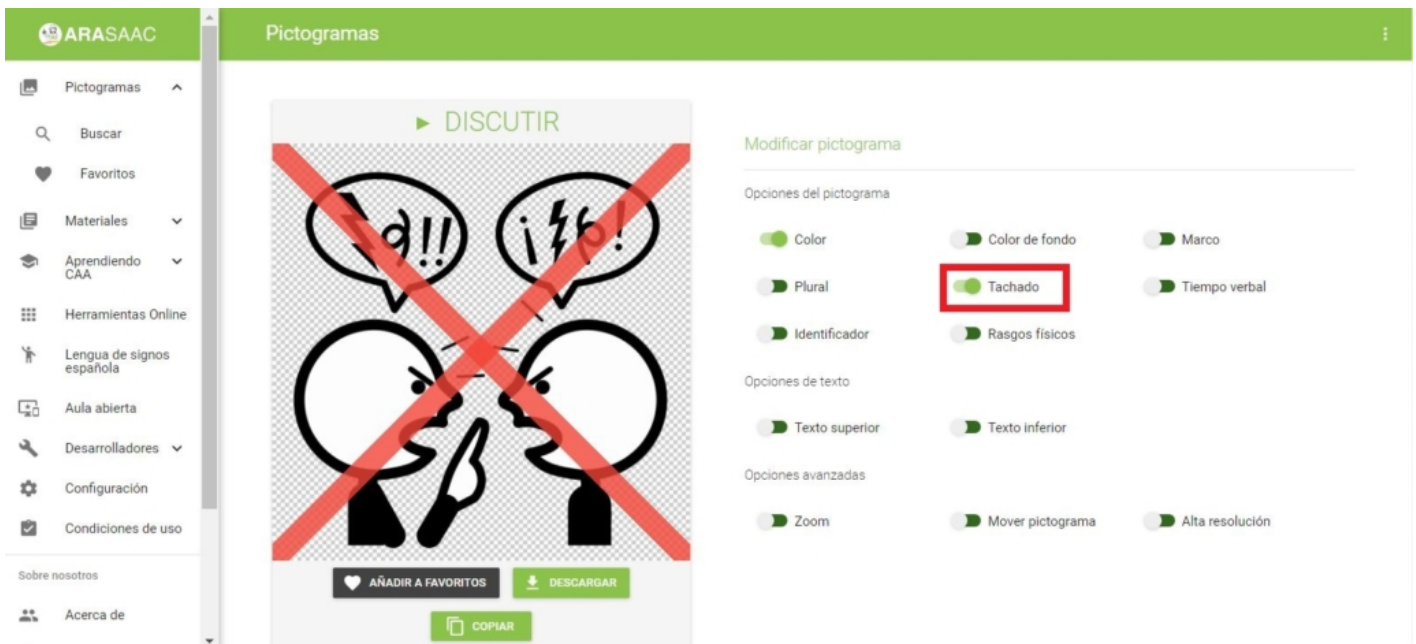 ARASAAC
Pictogramas
Pictogramas
Buscar
Favoritos
Materiales
Aprendiendo
CAA
Herramientas Online
Lengua de signos
española
Aula abierta
Desarrolladores
Configuración
Condiciones de uso
Sobre nosotros
Acerca de
DISCUTIR
!!
¡ !
AÑADIR A FAVORITOS
DESCARGAR
COPIAR
Modificar pictograma
Opciones del pictograma
Color
Color de fondo
Marco
Plural
Tachado
Tiempo verbal
Identificador
Rasgos físicos
Opciones de texto
Texto superior
Texto inferior
Opciones avanzadas
Zoom
Mover pictograma
Alta resolución